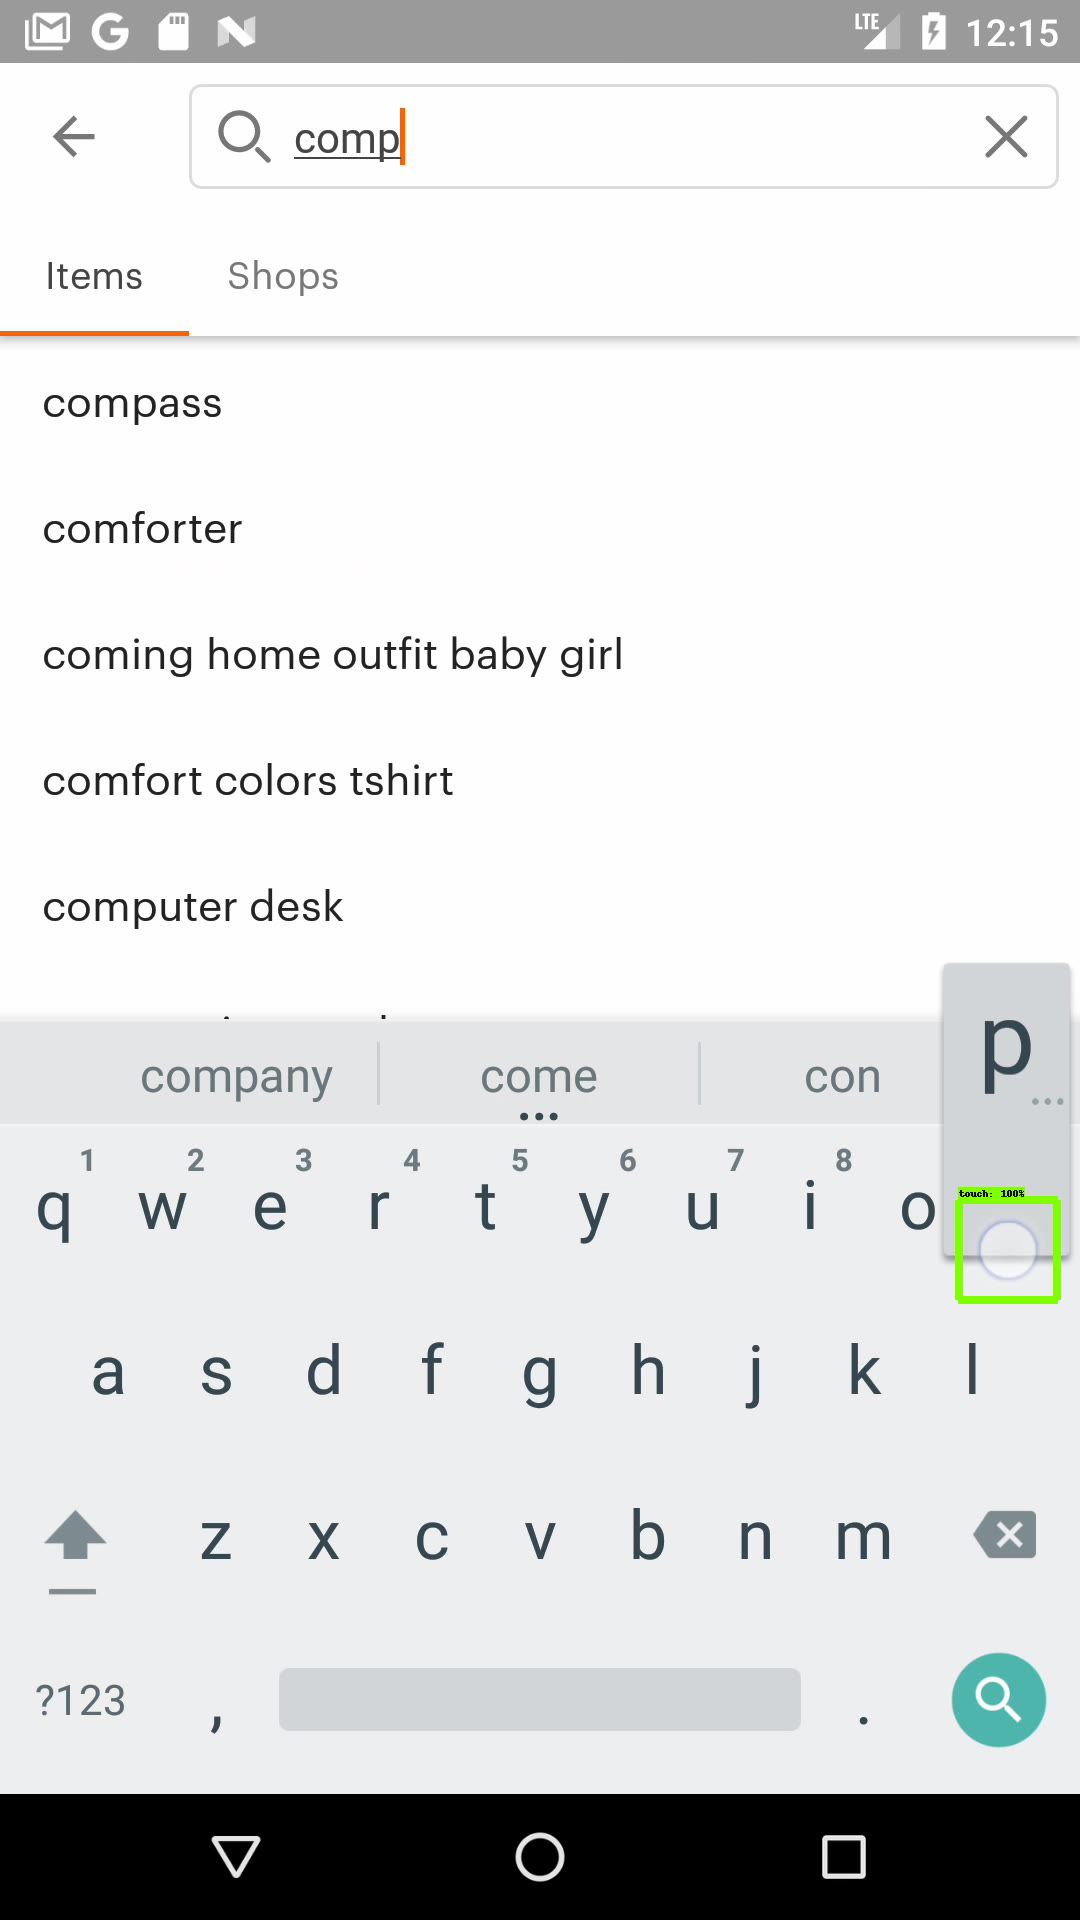 LTE 12:15
comp
Items Shops
compass
comforter
coming home outfit baby girl
comfort colors tshirt
computer desk
company come con
p
touch: 100%
1 2 3 4 5 6 7 8
q w e r t y u i o
a s d f g h j k l
z x c v b n m
?123 , .